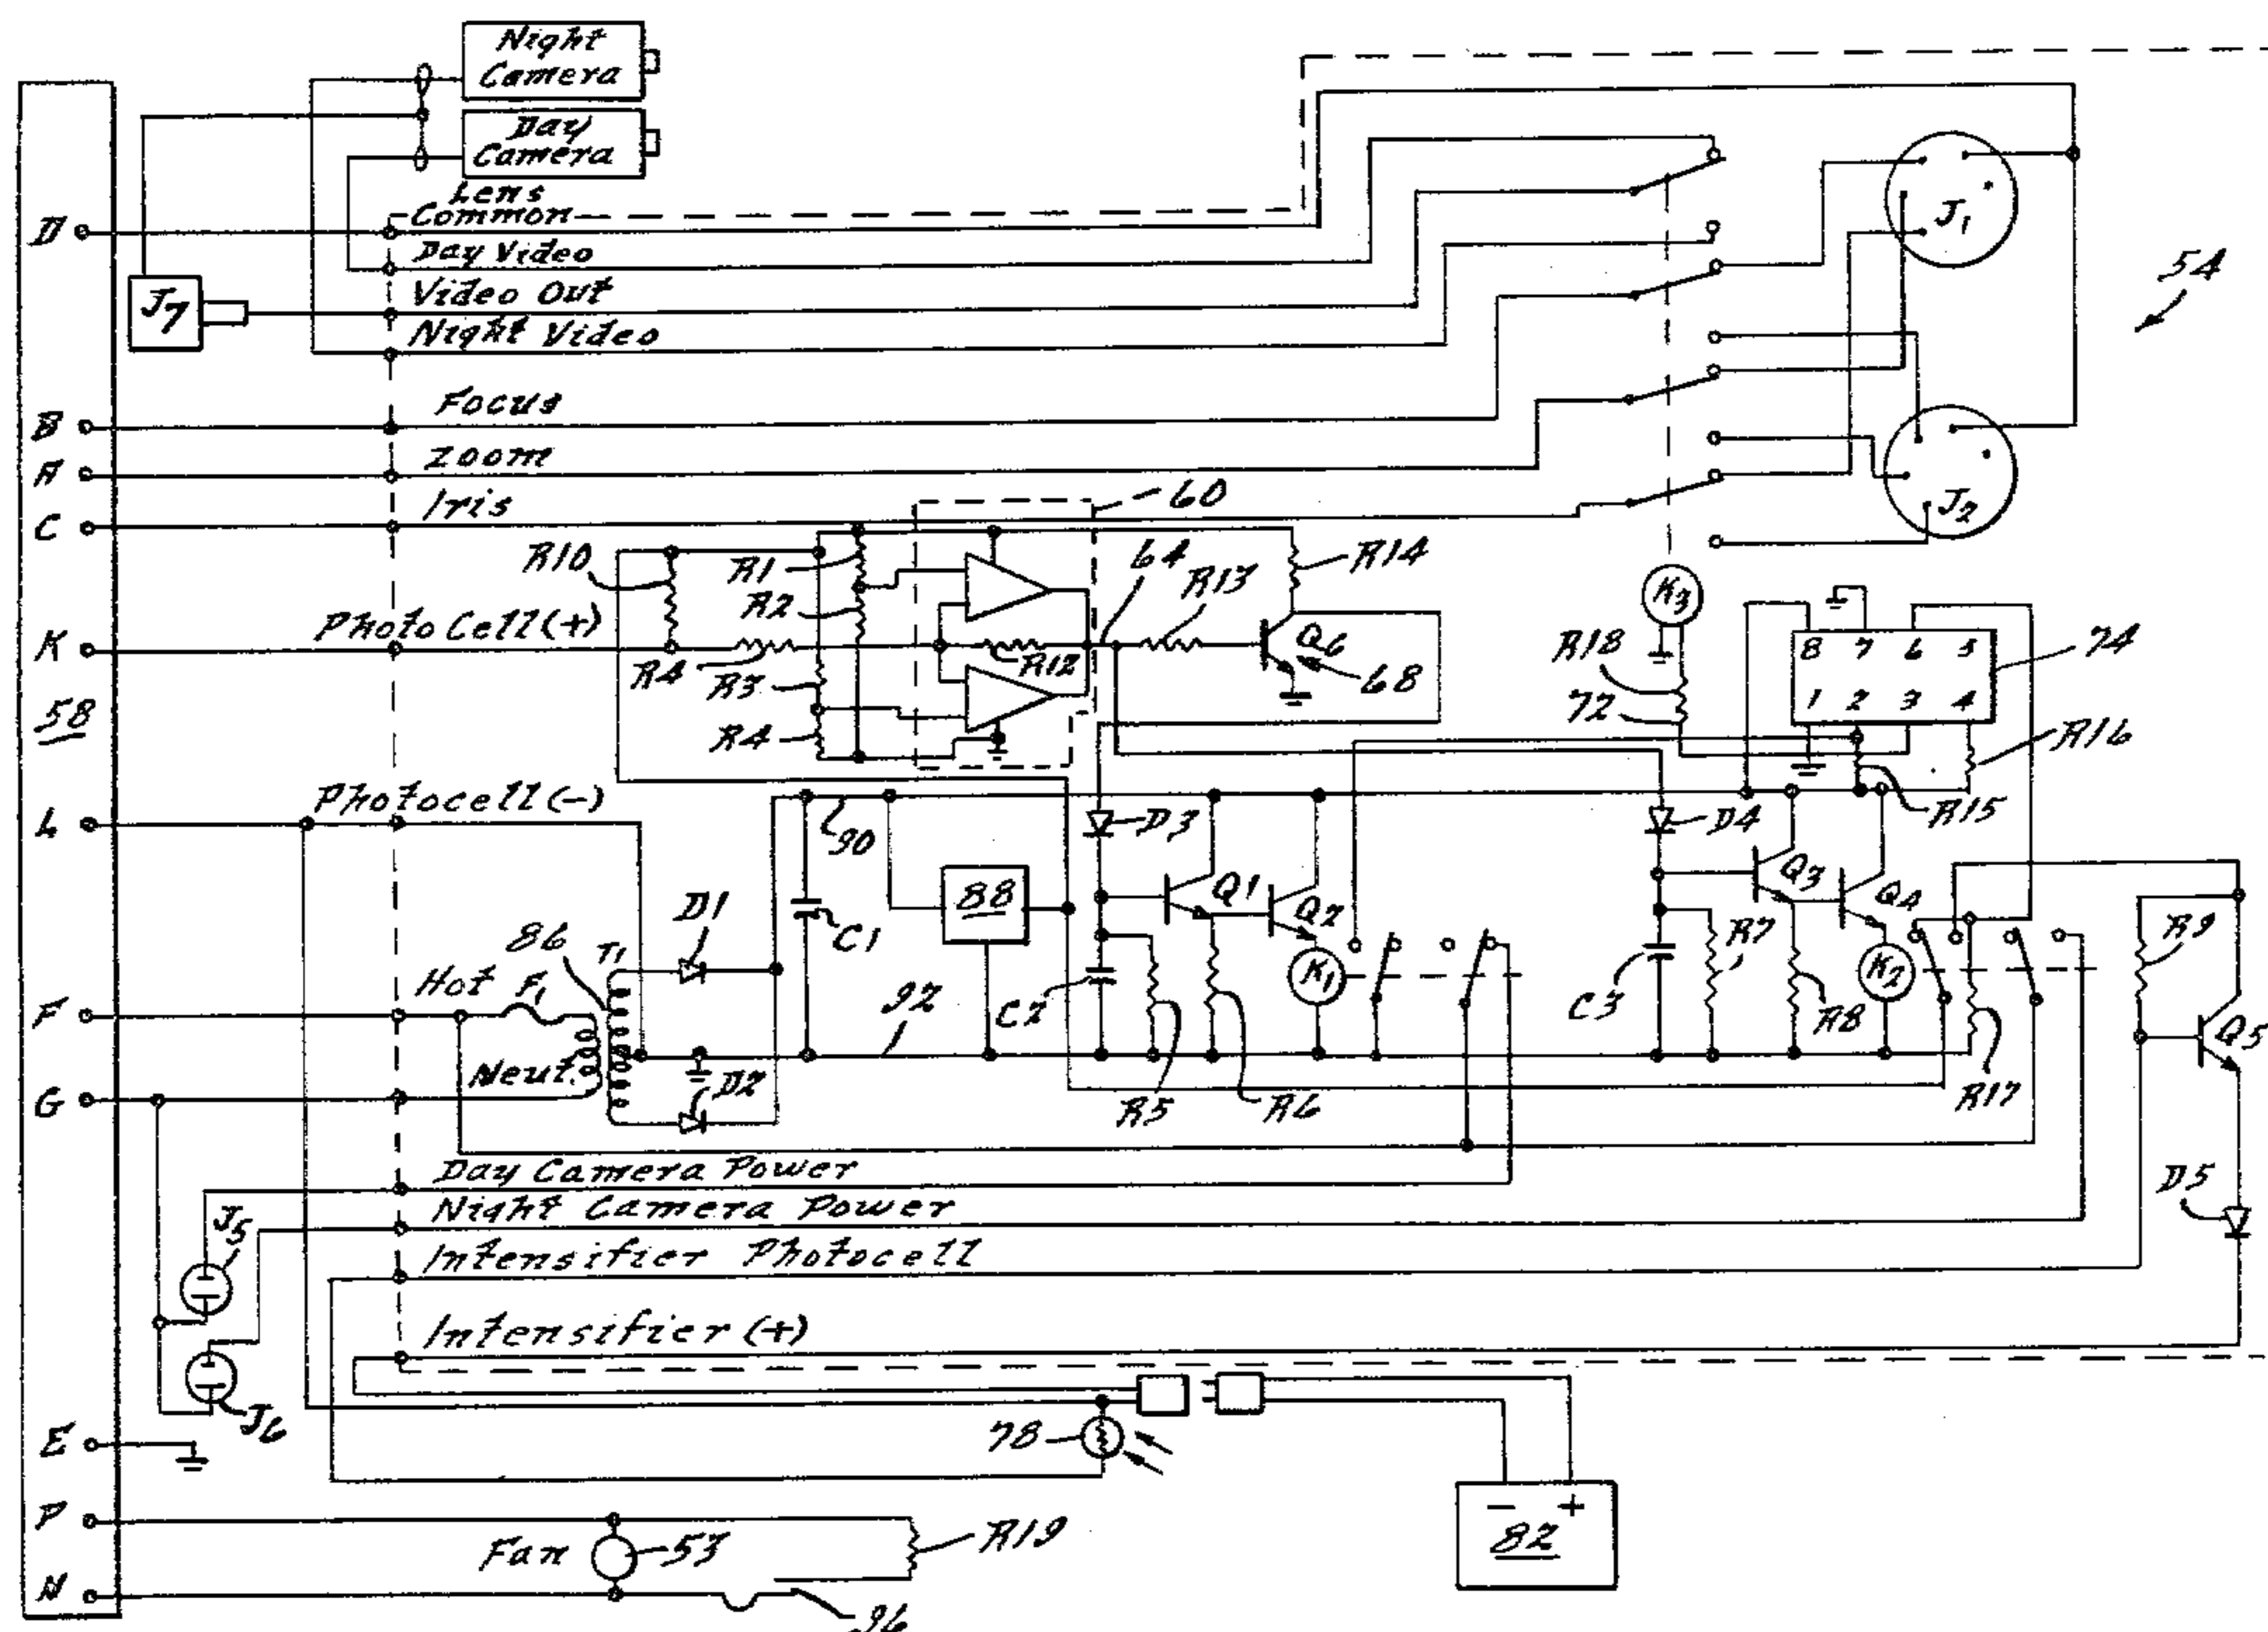 Night
Camera
Day
Camera
Lens
Common
D
Day Video
Video Out
J7
Night Video
J1
54
B
Focus
A
Zoom
C
Iris
60
J2
R10
R1
R2
64
R13
R14
K
Photo Cell (+)
R4
R3
R12
Q6
68
K3
R18
72
8 7 6 5
1 2 3 4
74
58
R4
R16
L
Photocell (-)
90
D3
D4
R15
88
Q1
Q2
Q3
Q4
D1
C1
86
T1
R7
R9
F
Hot
F1
92
C2
K1
C3
K2
R8
Q5
Neut.
D2
G
R5
R6
R17
Day Camera Power
D5
Night Camera Power
J5
Intensifier Photocell
Intensifier (+)
J6
E
78
- +
82
P
Fan
53
R19
N
96